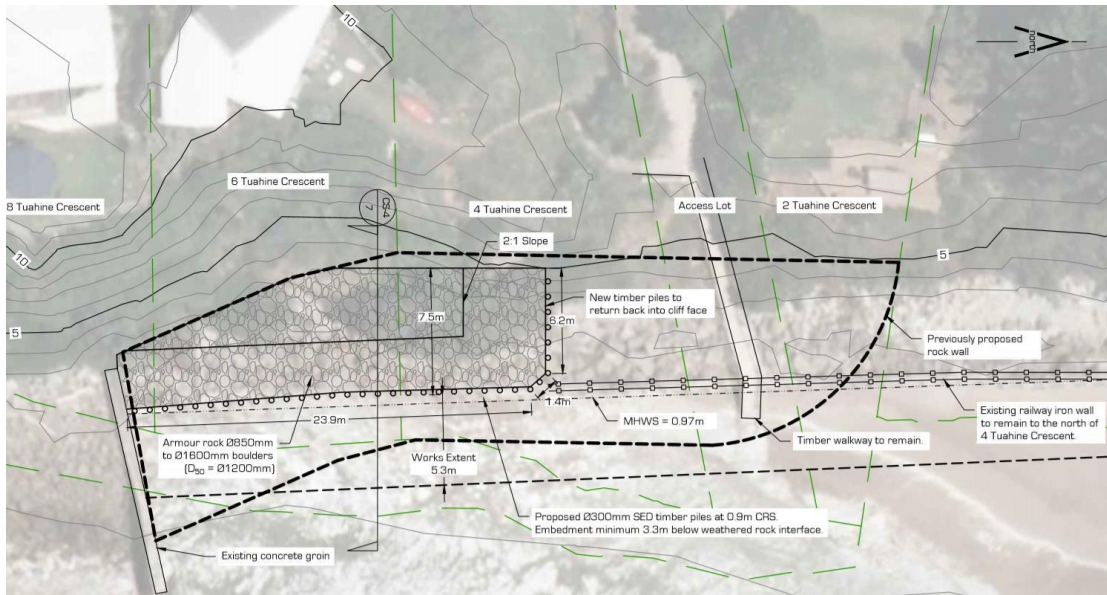 10
north
6 Tuahine Crescent
8 Tuahine Crescent
CS4
7
4 Tuahine Crescent
Access Lot
2 Tuahine Crescent
2:1 Slope
5
10
New timber piles to
return back into cliff face
7.5m
6.2m
5
Previously proposed
rock wall
1.4m
23.9m
MHWS = 0.97m
Existing railway iron wall
to remain to the north of
4 Tuahine Crescent.
Armour rock Ø850mm
to Ø1600mm boulders
(D50 = Ø1200mm)
Timber walkway to remain.
Works Extent
5.3m
Proposed Ø300mm SED timber piles at 0.9m CRS.
Embedment minimum 3.3m below weathered rock interface.
Existing concrete groin